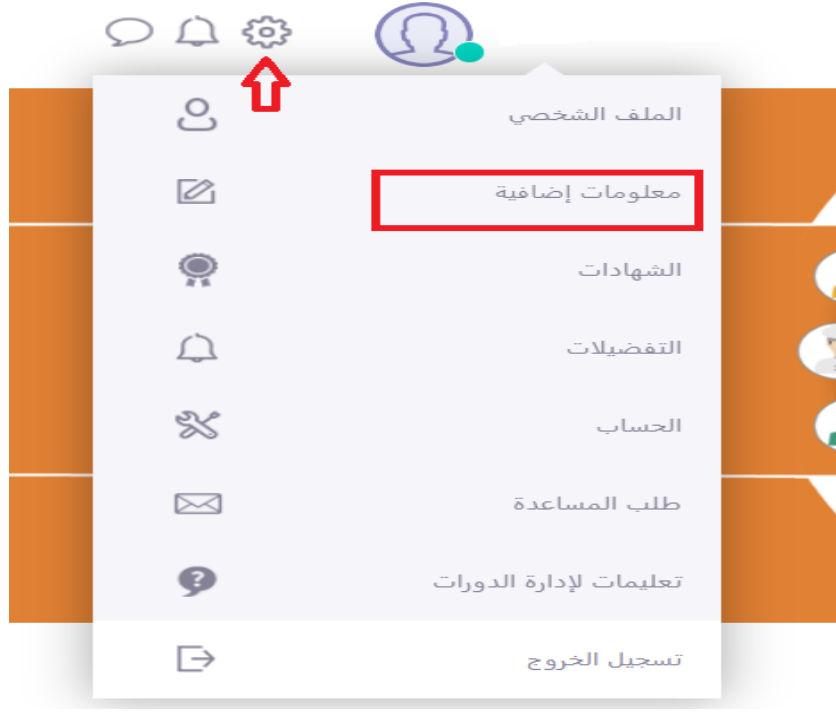 الملف الشخصي
معلومات إضافية
الشهادات
التفضيلات
الحساب
طلب المساعدة
تعليمات لإدارة الدورات
تسجيل الخروج